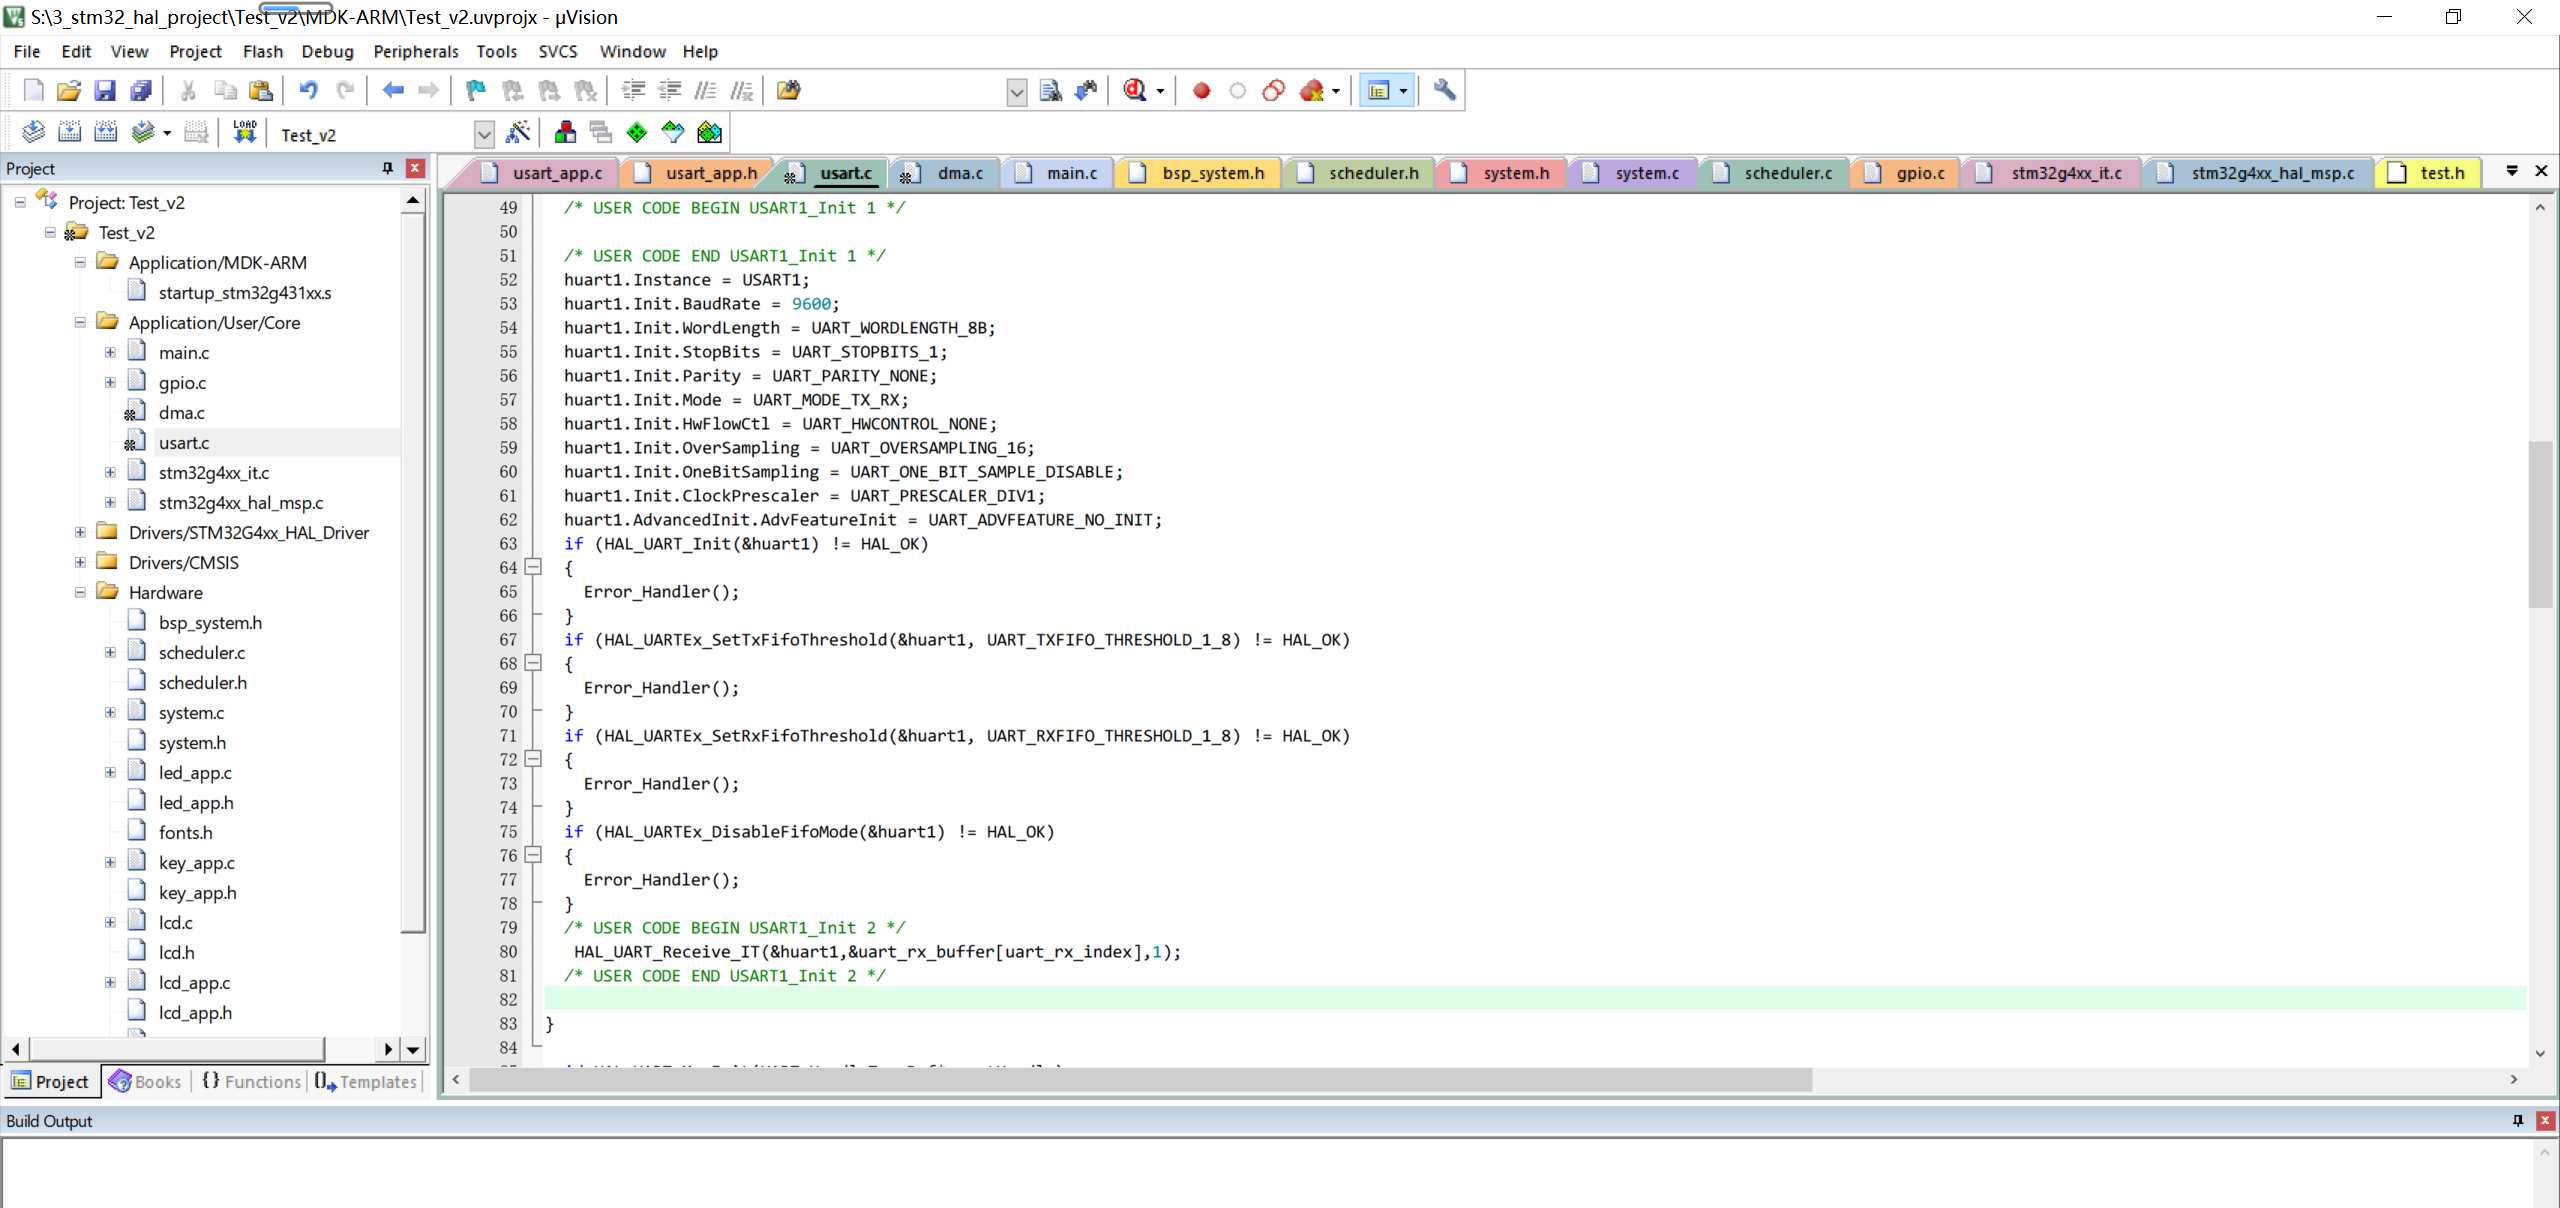 S:\3_stm32_hal_project\Test_v2\MDK-ARM\Test_v2.uvprojx - µVision
File Edit View Project Flash Debug Peripherals Tools SVCS Window Help
LOAD
Test_v2
Project
Project: Test_v2
Test_v2
Application/MDK-ARM
startup_stm32g431xx.s
Application/User/Core
main.c
gpio.c
dma.c
usart.c
stm32g4xx_it.c
stm32g4xx_hal_msp.c
Drivers/STM32G4xx_HAL_Driver
Drivers/CMSIS
Hardware
bsp_system.h
scheduler.c
scheduler.h
system.c
system.h
led_app.c
led_app.h
fonts.h
key_app.c
key_app.h
lcd.c
lcd.h
lcd_app.c
lcd_app.h
Project Books {} Functions Templates
usart_app.c usart_app.h usart.c dma.c main.c bsp_system.h scheduler.h system.h system.c scheduler.c gpio.c stm32g4xx_it.c stm32g4xx_hal_msp.c test.h
49 /* USER CODE BEGIN USART1_Init 1 */
50
51 /* USER CODE END USART1_Init 1 */
52 huart1.Instance = USART1;
53 huart1.Init.BaudRate = 9600;
54 huart1.Init.WordLength = UART_WORDLENGTH_8B;
55 huart1.Init.StopBits = UART_STOPBITS_1;
56 huart1.Init.Parity = UART_PARITY_NONE;
57 huart1.Init.Mode = UART_MODE_TX_RX;
58 huart1.Init.HwFlowCtl = UART_HWCONTROL_NONE;
59 huart1.Init.OverSampling = UART_OVERSAMPLING_16;
60 huart1.Init.OneBitSampling = UART_ONE_BIT_SAMPLE_DISABLE;
61 huart1.Init.ClockPrescaler = UART_PRESCALER_DIV1;
62 huart1.AdvancedInit.AdvFeatureInit = UART_ADVFEATURE_NO_INIT;
63 if (HAL_UART_Init(&huart1) != HAL_OK)
64 {
65 Error_Handler();
66 }
67 if (HAL_UARTEx_SetTxFifoThreshold(&huart1, UART_TXFIFO_THRESHOLD_1_8) != HAL_OK)
68 {
69 Error_Handler();
70 }
71 if (HAL_UARTEx_SetRxFifoThreshold(&huart1, UART_RXFIFO_THRESHOLD_1_8) != HAL_OK)
72 {
73 Error_Handler();
74 }
75 if (HAL_UARTEx_DisableFifoMode(&huart1) != HAL_OK)
76 {
77 Error_Handler();
78 }
79 /* USER CODE BEGIN USART1_Init 2 */
80 HAL_UART_Receive_IT(&huart1,&uart_rx_buffer[uart_rx_index],1);
81 /* USER CODE END USART1_Init 2 */
82
83 }
84
Build Output